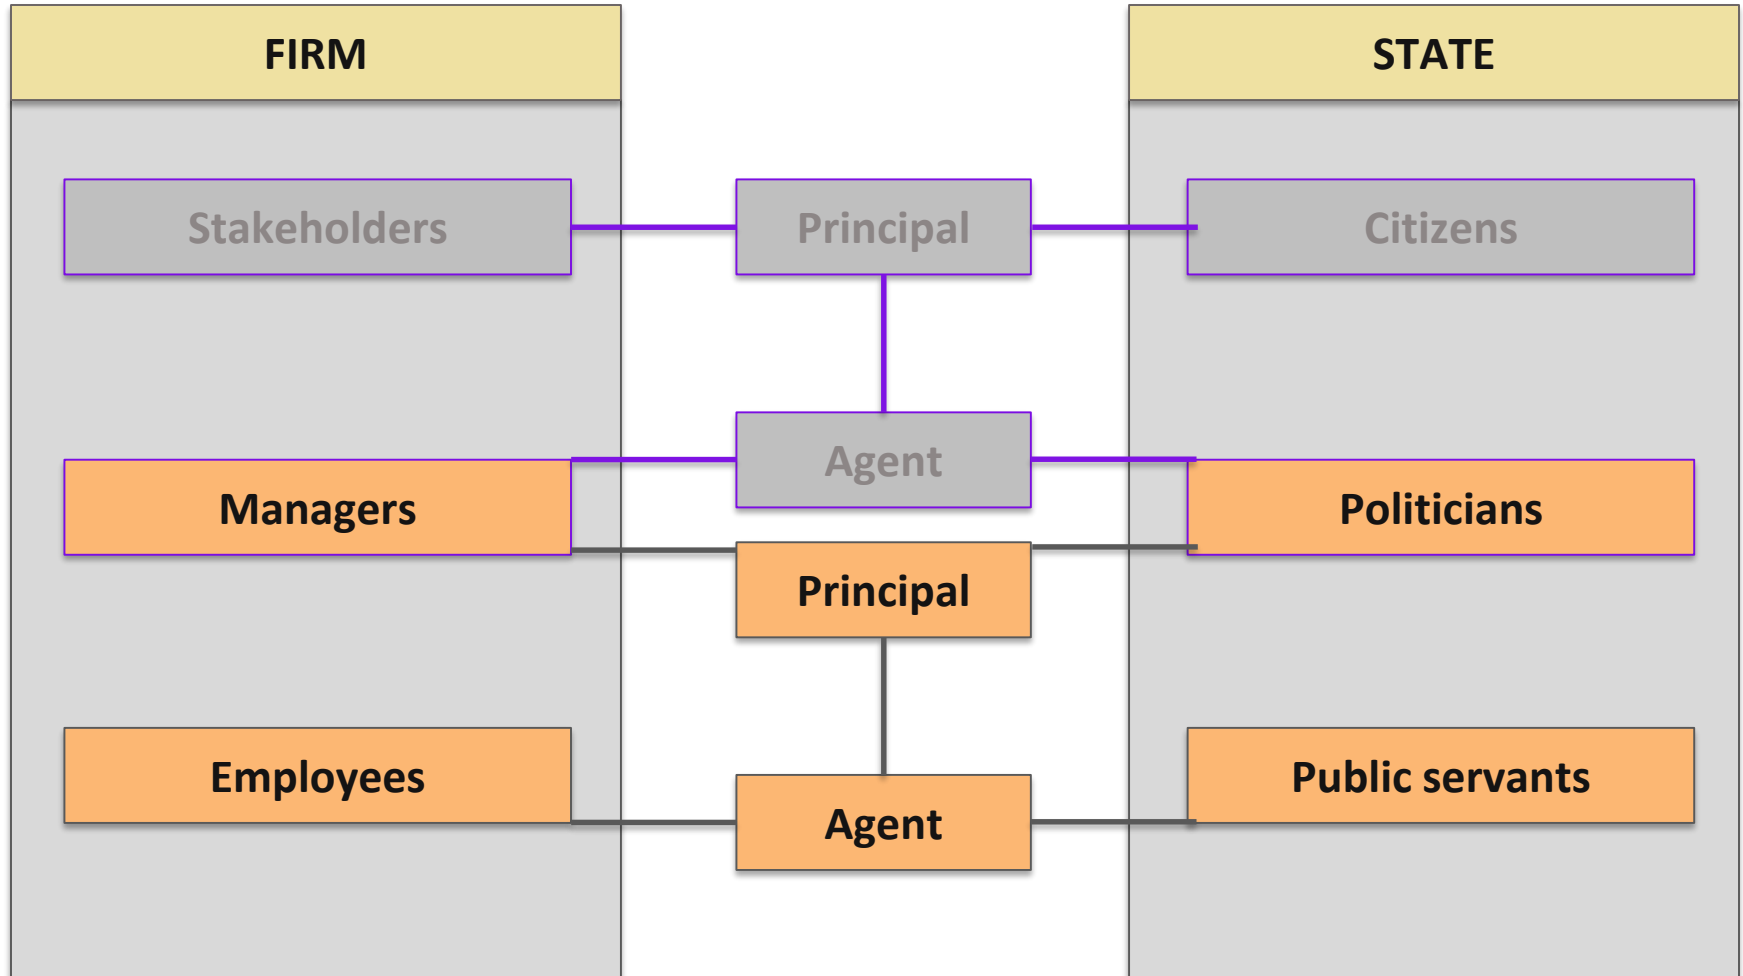 FIRM
STATE
Stakeholders
Principal
Citizens
Agent
Managers
Politicians
Principal
Employees
Public servants
Agent